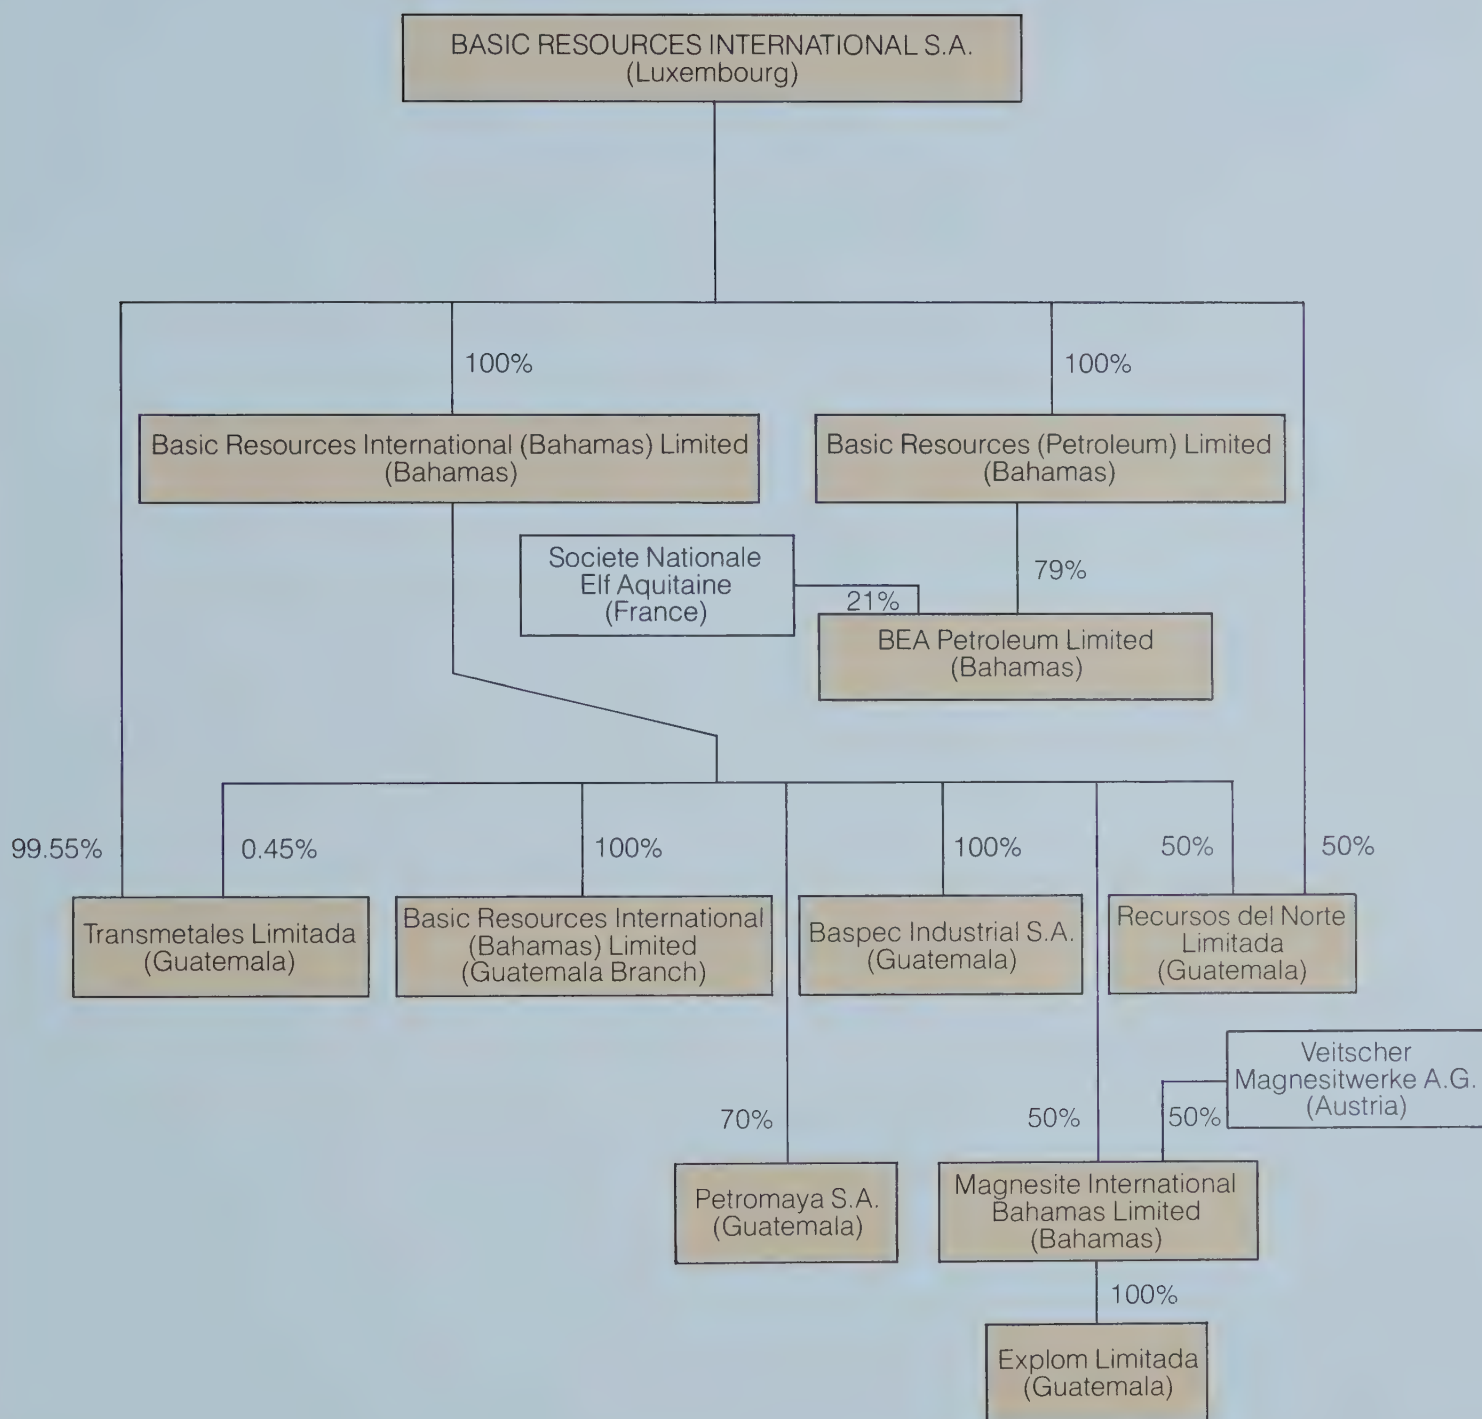 BASIC RESOURCES INTERNATIONAL S.A.
(Luxembourg)
100%
100%
Basic Resources International (Bahamas) Limited
(Bahamas)
Basic Resources (Petroleum) Limited
(Bahamas)
Societe Nationale
Elf Aquitaine
(France)
79%
21%
BEA Petroleum Limited
(Bahamas)
99.55%
0.45%
100%
100%
50%
50%
Transmetales Limitada
(Guatemala)
Basic Resources International
(Bahamas) Limited
(Guatemala Branch)
Baspec Industrial S.A.
(Guatemala)
Recursos del Norte
Limitada
(Guatemala)
Veitscher
Magnesitwerke A.G.
(Austria)
70%
50%
50%
Petromaya S.A.
(Guatemala)
Magnesite International
Bahamas Limited
(Bahamas)
100%
Explom Limitada
(Guatemala)